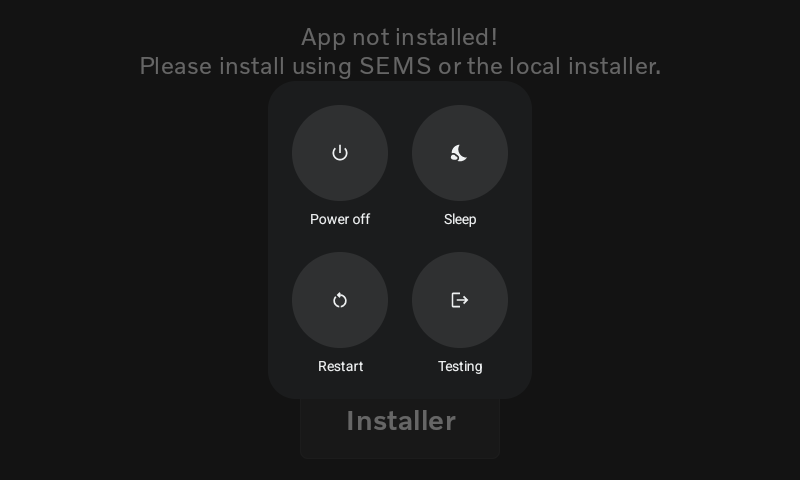 App not installed!
Please install using SEMS or the local installer.
Power off
Sleep
Restart
Testing
Installer